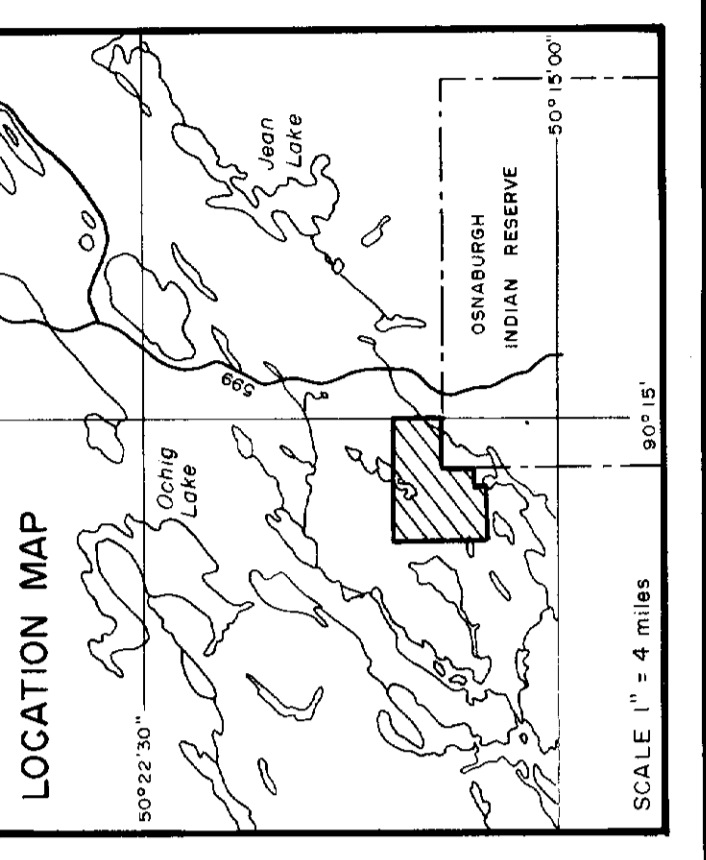 LOCATION MAP
50°22'30"
Ochig
Lake
Jean
Lake
599
OSNABURGH
INDIAN RESERVE
50°15'00"
90°15'
SCALE 1" = 4 miles